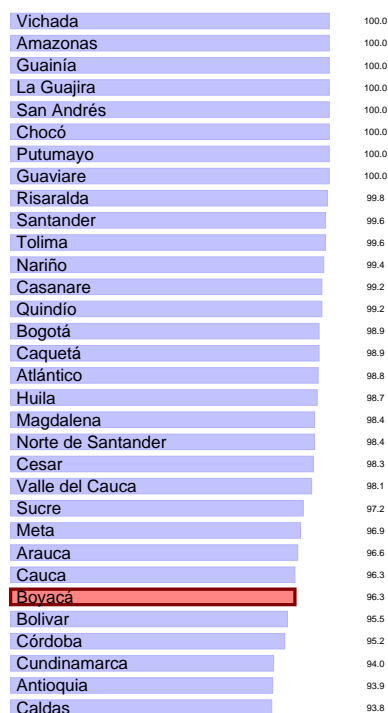 Vichada 100.0
Amazonas 100.0
Guainía 100.0
La Guajira 100.0
San Andrés 100.0
Chocó 100.0
Putumayo 100.0
Guaviare 100.0
Risaralda 99.8
Santander 99.6
Tolima 99.6
Nariño 99.4
Casanare 99.2
Quindío 99.2
Bogotá 98.9
Caquetá 98.9
Atlántico 98.8
Huila 98.7
Magdalena 98.4
Norte de Santander 98.4
Cesar 98.3
Valle del Cauca 98.1
Sucre 97.2
Meta 96.9
Arauca 96.6
Cauca 96.3
Boyacá 96.3
Bolivar 95.5
Córdoba 95.2
Cundinamarca 94.0
Antioquia 93.9
Caldas 93.8